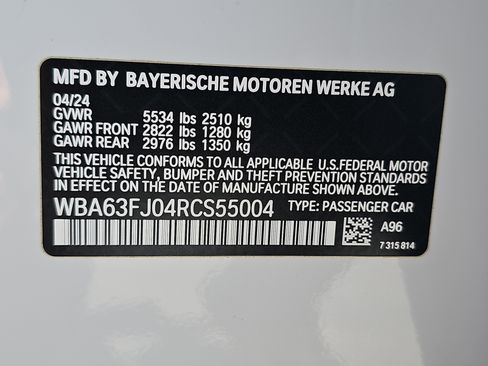 MFD BY BAYERISCHE MOTOREN WERKE AG
04/24
GVWR 5534 lbs 2510 kg
GAWR FRONT 2822 lbs 1280 kg
GAWR REAR 2976 lbs 1350 kg
THIS VEHICLE CONFORMS TO ALL APPLICABLE U.S.FEDERAL MOTOR
VEHICLE SAFETY, BUMPER AND THEFT PREVENTION STANDARDS IN
EFFECT ON THE DATE OF MANUFACTURE SHOWN ABOVE.
WBA63FJ04RCS55004 TYPE: PASSENGER CAR
A96
7 315 814